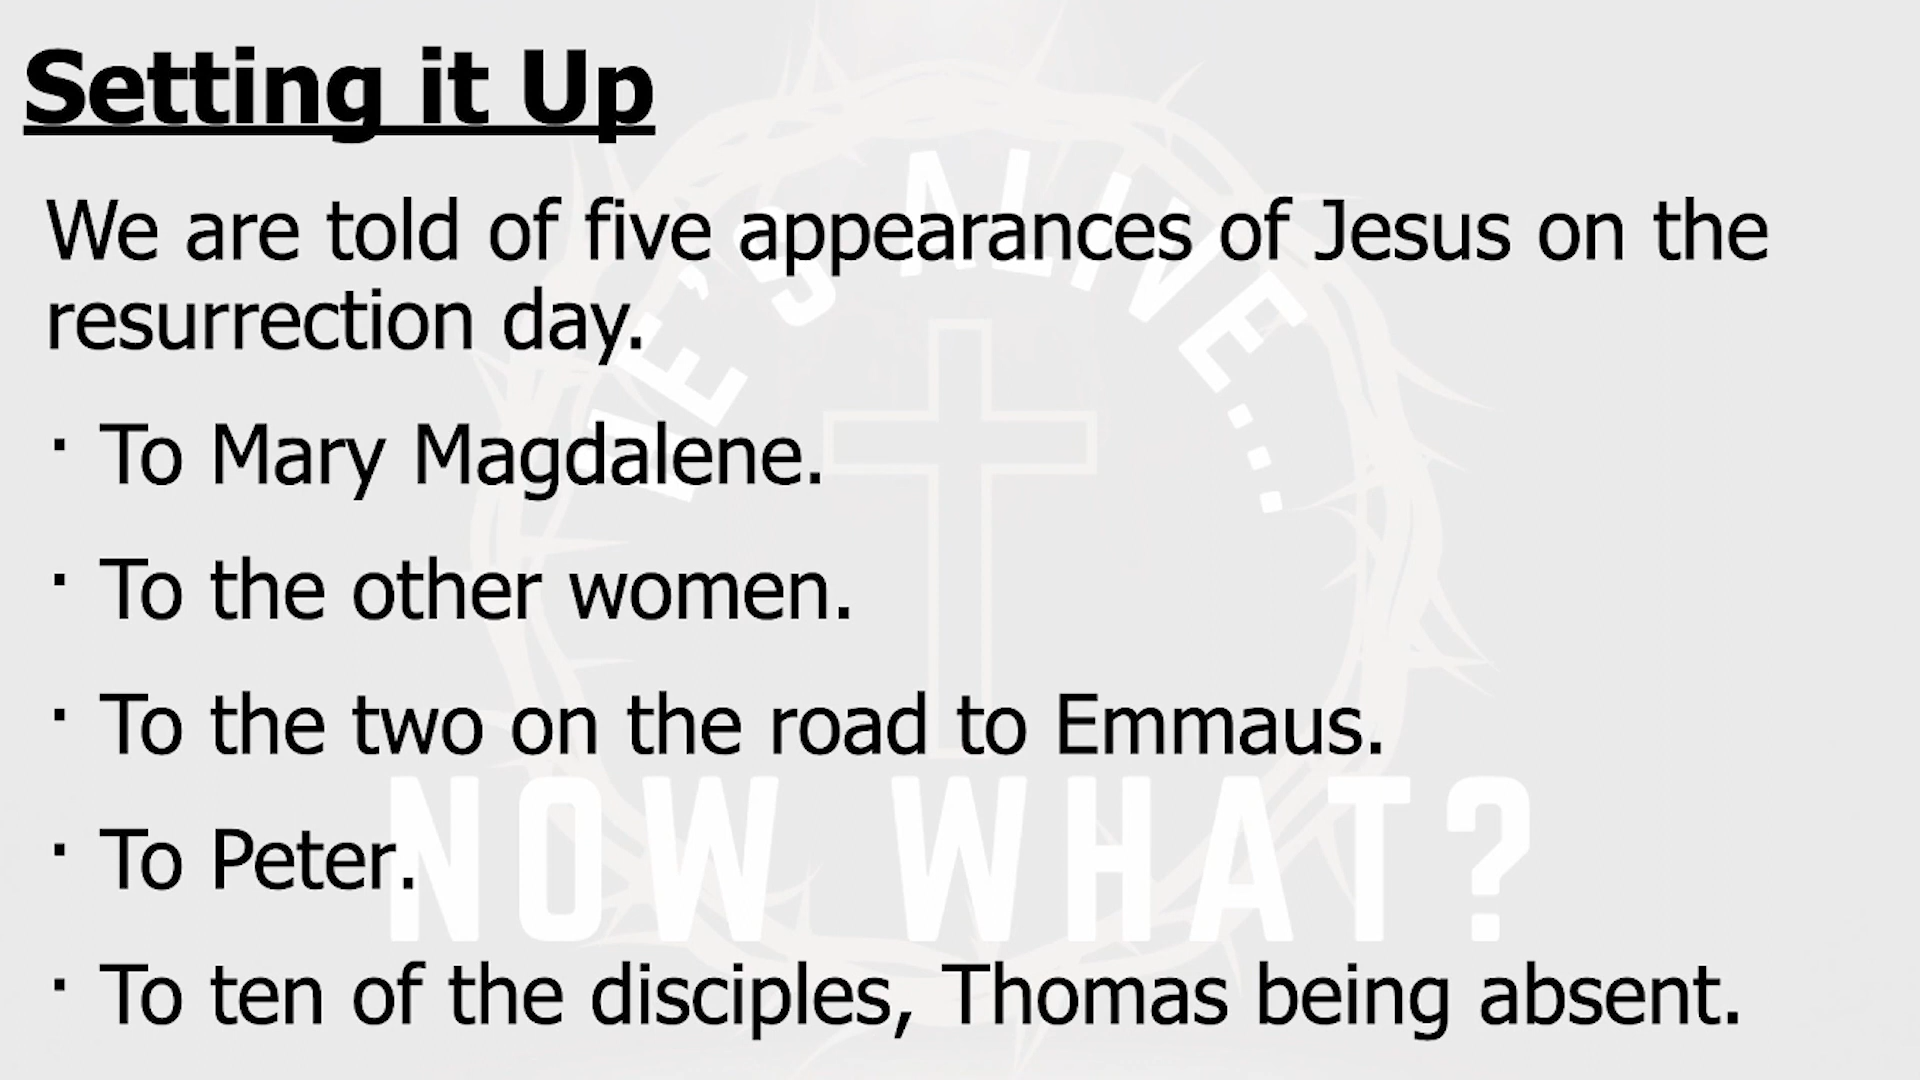 Setting it Up
We are told of five appearances of Jesus on the
resurrection day.
· To Mary Magdalene.
· To the other women.
· To the two on the road to Emmaus.
· To Peter.
· To ten of the disciples, Thomas being absent.
HE'S ALIVE...
NOW WHAT?